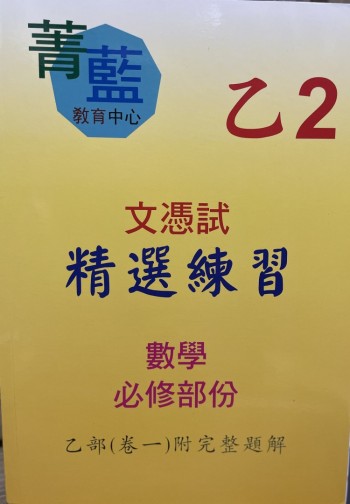 菁藍
教育中心
乙2
文憑試
精選練習
數學
必修部份
乙部(卷一)附完整題解